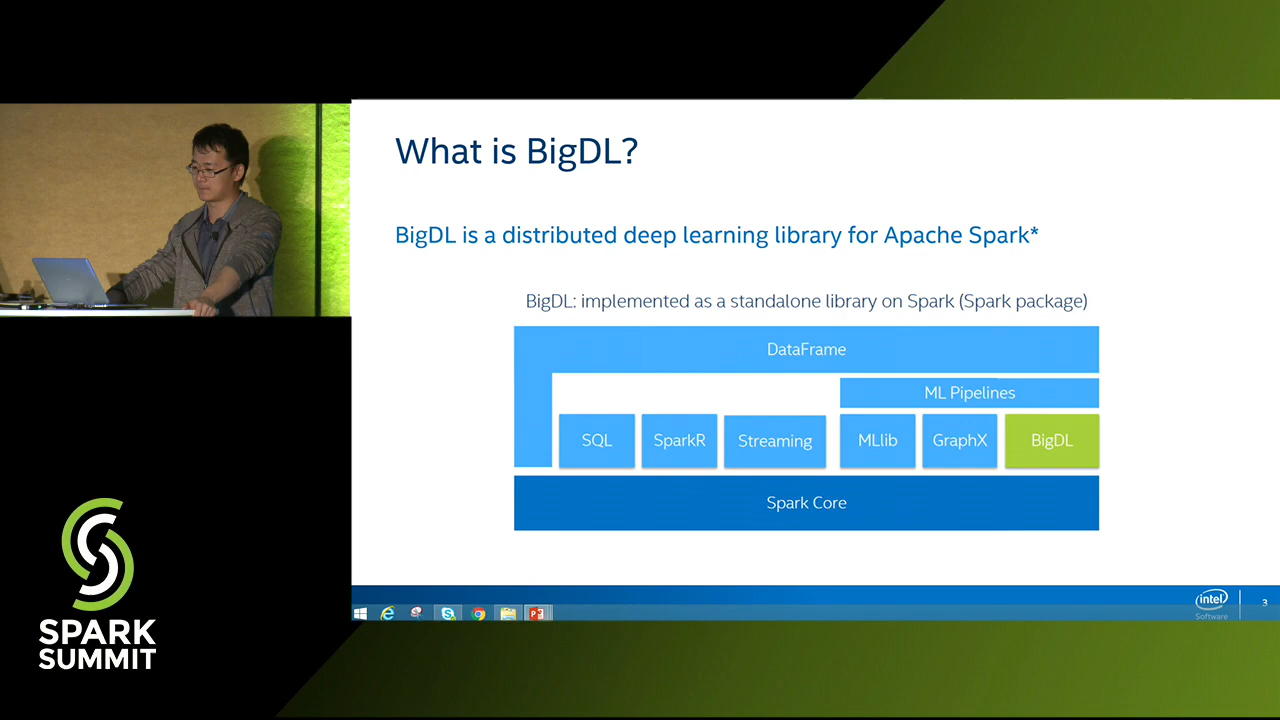 What is BigDL?
BigDL is a distributed deep learning library for Apache Spark*
BigDL: implemented as a standalone library on Spark (Spark package)
DataFrame
ML Pipelines
SQL
SparkR
Streaming
MLlib
GraphX
BigDL
Spark Core
intel
Software
3
SPARK
SUMMIT